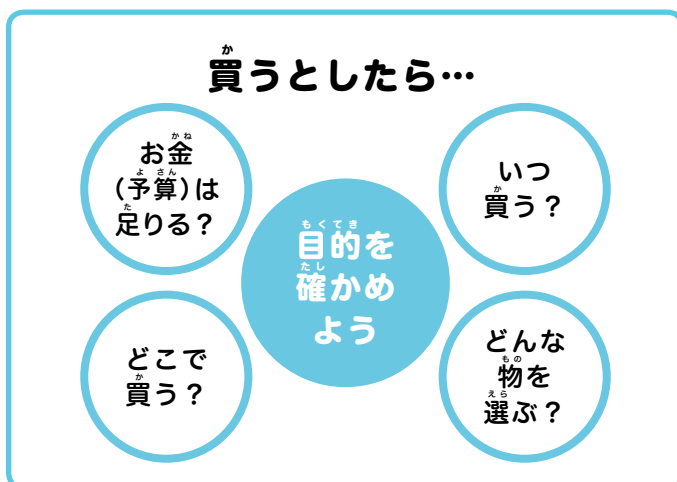 買うとしたら…
お金
(予算)は
足りる？
いつ
買う？
目的を
確かめ
よう
どこで
買う？
どんな
物を
選ぶ？